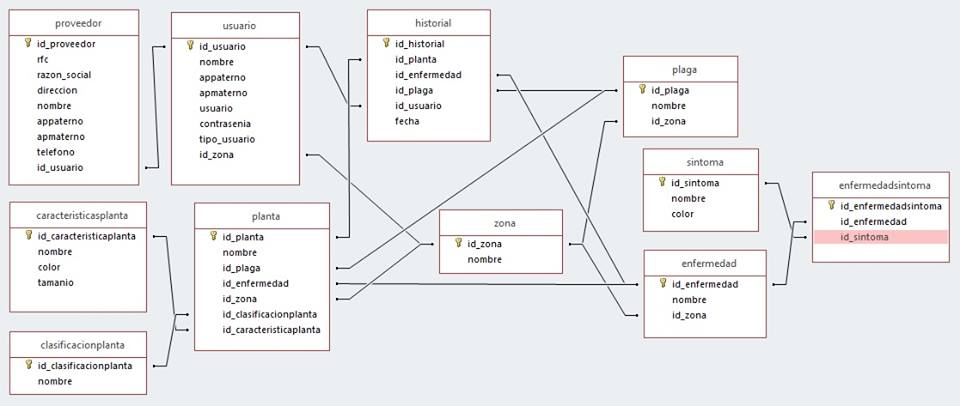 proveedor
id_proveedor
rfc
razon_social
direccion
nombre
appaterno
apmaterno
telefono
id_usuario
usuario
id_usuario
nombre
appaterno
apmaterno
usuario
contrasenia
tipo_usuario
id_zona
historial
id_historial
id_planta
id_enfermedad
id_plaga
id_usuario
fecha
plaga
id_plaga
nombre
id_zona
sintoma
id_sintoma
nombre
color
enfermedadsintoma
id_enfermedadsintoma
id_enfermedad
id_sintoma
caracteristicasplanta
id_caracteristicaplanta
nombre
color
tamanio
planta
id_planta
nombre
id_plaga
id_enfermedad
id_zona
id_clasificacionplanta
id_caracteristicaplanta
zona
id_zona
nombre
enfermedad
id_enfermedad
nombre
id_zona
clasificacionplanta
id_clasificacionplanta
nombre